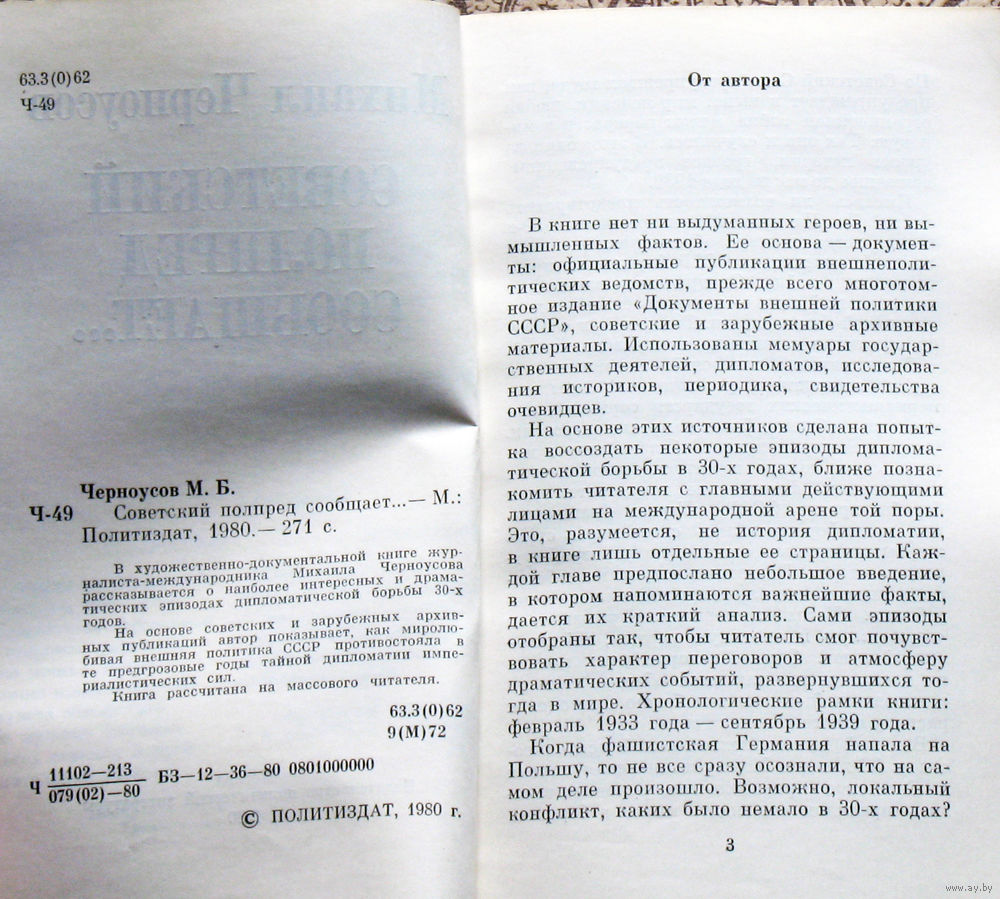 63.3(0)62
Ч-49
Черноусов М. Б.
Ч-49 Советский полпред сообщает...— М.:
Политиздат, 1980.— 271 с.
В художественно-документальной книге жур-
налиста-международника Михаила Черноусова
рассказывается о наиболее интересных и драма-
тических эпизодах дипломатической борьбы 30-х
годов.
На основе советских и зарубежных архив-
ных публикаций автор показывает, как миролю-
бивая внешняя политика СССР противостояла в
те предгрозовые годы тайной дипломатии импе-
риалистических сил.
Книга рассчитана на массового читателя.
63.3(0)62
9(М)72
Ч 11102—213
079(02)—80 БЗ—12—36—80 0801000000
© ПОЛИТИЗДАТ, 1980 г.
От автора
В книге нет ни выдуманных героев, ни вы-
мышленных фактов. Ее основа — докумен-
ты: официальные публикации внешнеполи-
тических ведомств, прежде всего многотом-
ное издание «Документы внешней политики
СССР», советские и зарубежные архивные
материалы. Использованы мемуары государ-
ственных деятелей, дипломатов, исследова-
ния историков, периодика, свидетельства
очевидцев.
На основе этих источников сделана попыт-
ка воссоздать некоторые эпизоды диплома-
тической борьбы в 30-х годах, ближе позна-
комить читателя с главными действующими
лицами на международной арене той поры.
Это, разумеется, не история дипломатии,
в книге лишь отдельные ее страницы. Каж-
дой главе предпослано небольшое введение,
в котором напоминаются важнейшие факты,
дается их краткий анализ. Сами эпизоды
отобраны так, чтобы читатель смог почувст-
вовать характер переговоров и атмосферу
драматических событий, развернувшихся то-
гда в мире. Хронологические рамки книги:
февраль 1933 года — сентябрь 1939 года.
Когда фашистская Германия напала на
Польшу, то не все сразу осознали, что на са-
мом деле произошло. Возможно, локальный
конфликт, каких было немало в 30-х годах?
3
www.ay.by